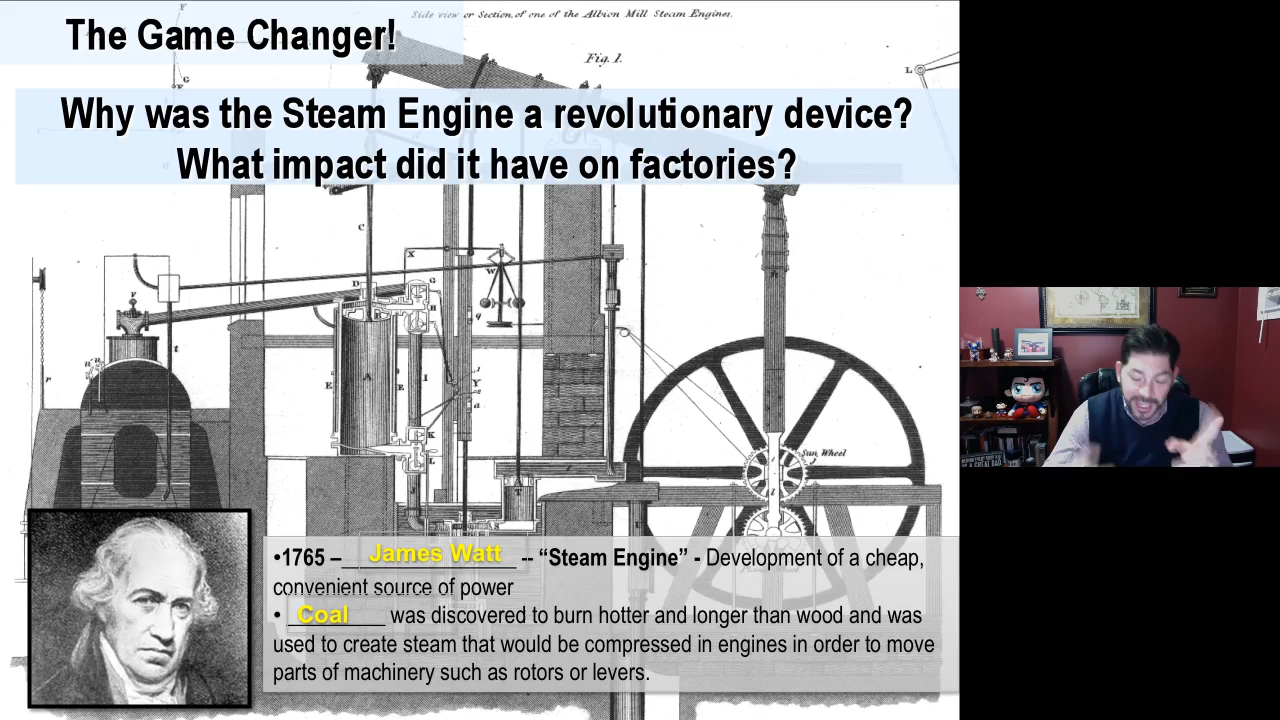 Side view or Section, of one of the Albion Mill Steam Engines.
The Game Changer!
Fig. 1.
Why was the Steam Engine a revolutionary device?
What impact did it have on factories?
Sun Wheel
•1765 –James Watt -- “Steam Engine” - Development of a cheap,
convenient source of power
• Coal was discovered to burn hotter and longer than wood and was
used to create steam that would be compressed in engines in order to move
parts of machinery such as rotors or levers.